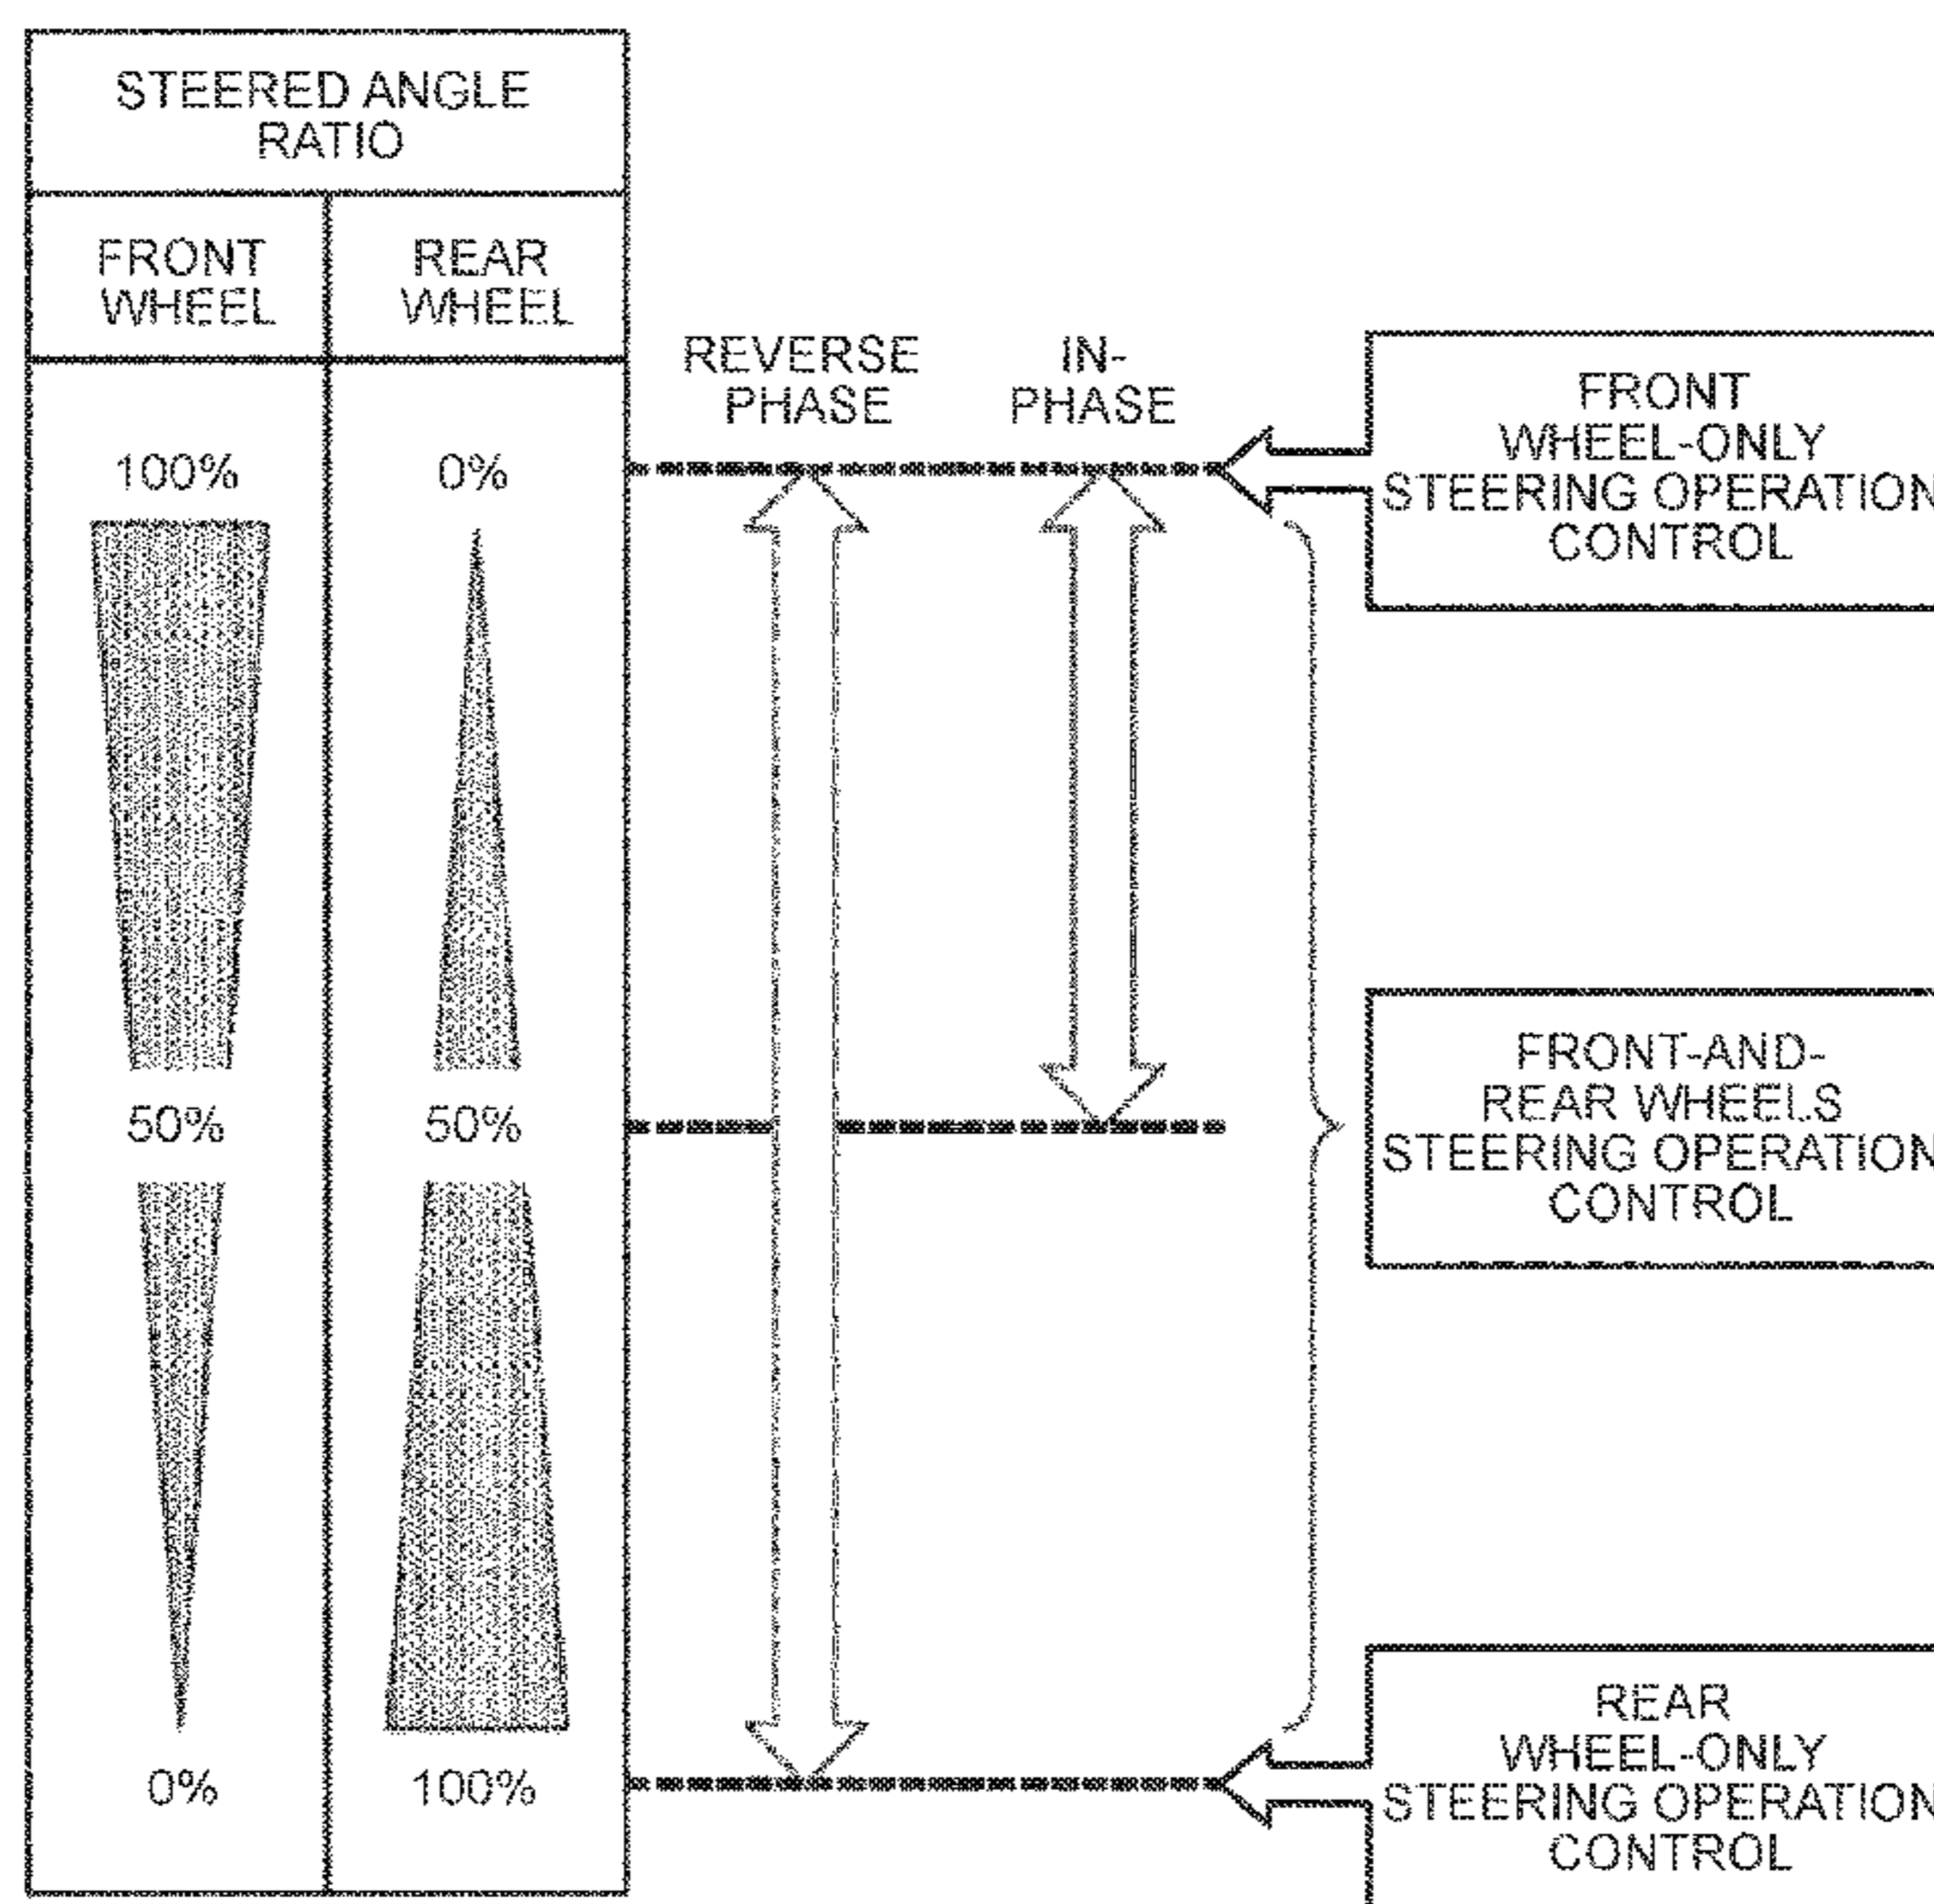 STEERED ANGLE
RATIO
FRONT
WHEEL
REAR
WHEEL
REVERSE
PHASE
IN-
PHASE
100%
0%
50%
50%
0%
100%
FRONT
WHEEL-ONLY
STEERING OPERATION
CONTROL
FRONT-AND-
REAR WHEELS
STEERING OPERATION
CONTROL
REAR
WHEEL-ONLY
STEERING OPERATION
CONTROL